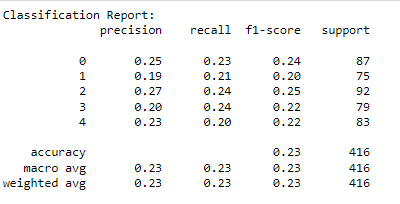 Classification Report:
precision recall f1-score support
0 0.25 0.23 0.24 87
1 0.19 0.21 0.20 75
2 0.27 0.24 0.25 92
3 0.20 0.24 0.22 79
4 0.23 0.20 0.22 83
accuracy 0.23 416
macro avg 0.23 0.23 0.23 416
weighted avg 0.23 0.23 0.23 416